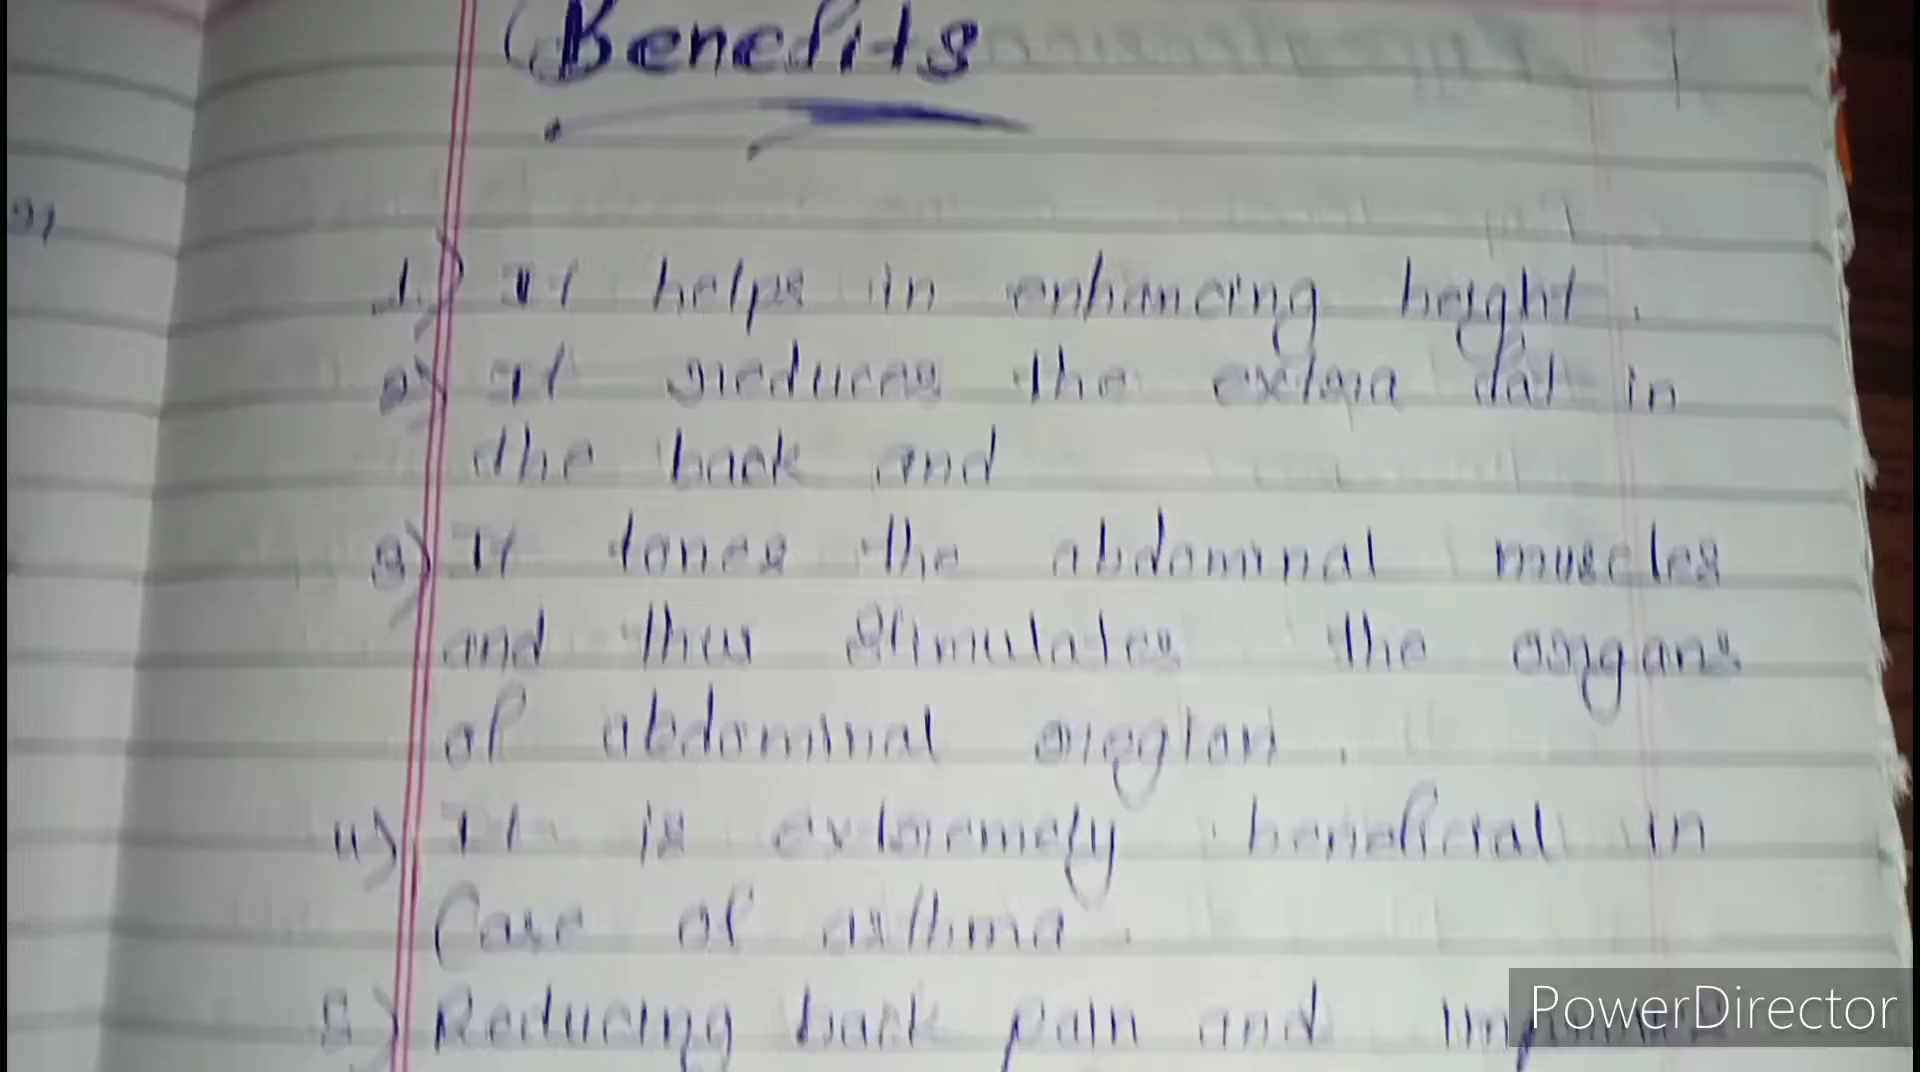 Benefits
1) It helps in enhancing height.
2) It reduces the extra fat in
the back and
3) It tones the abdominal muscles
and thus stimulates the organs
of abdominal region.
4) It is extremely beneficial in
Case of asthma.
5) Reducing back pain and
PowerDirector